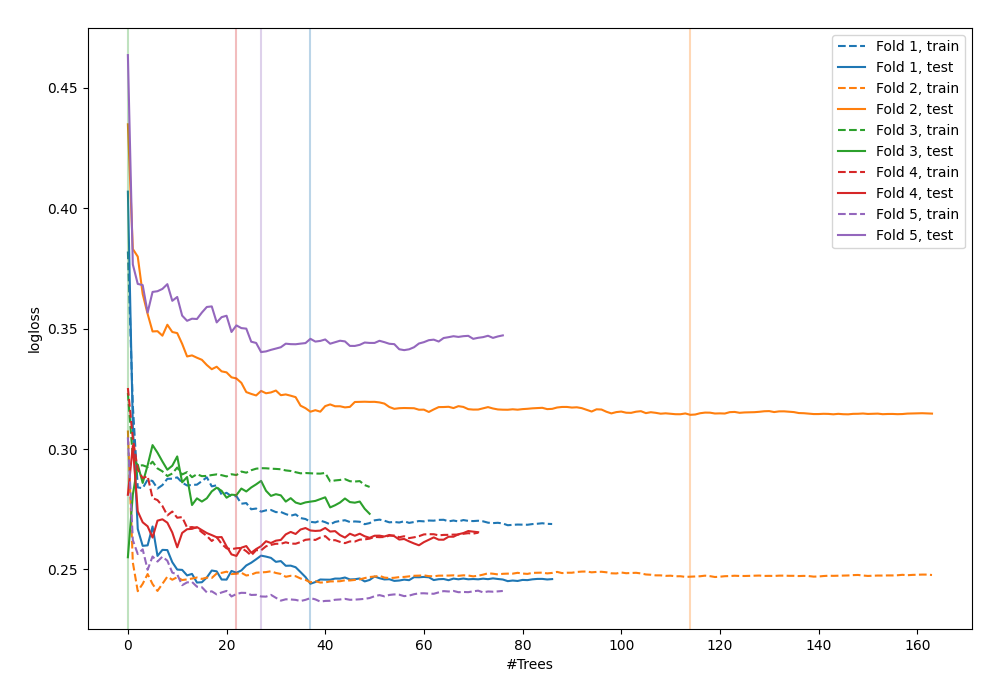 Fold 1, train
Fold 1, test
Fold 2, train
Fold 2, test
Fold 3, train
Fold 3, test
Fold 4, train
Fold 4, test
Fold 5, train
Fold 5, test
logloss
0.45
0.40
0.35
0.30
0.25
0 20 40 60 80 100 120 140 160
#Trees